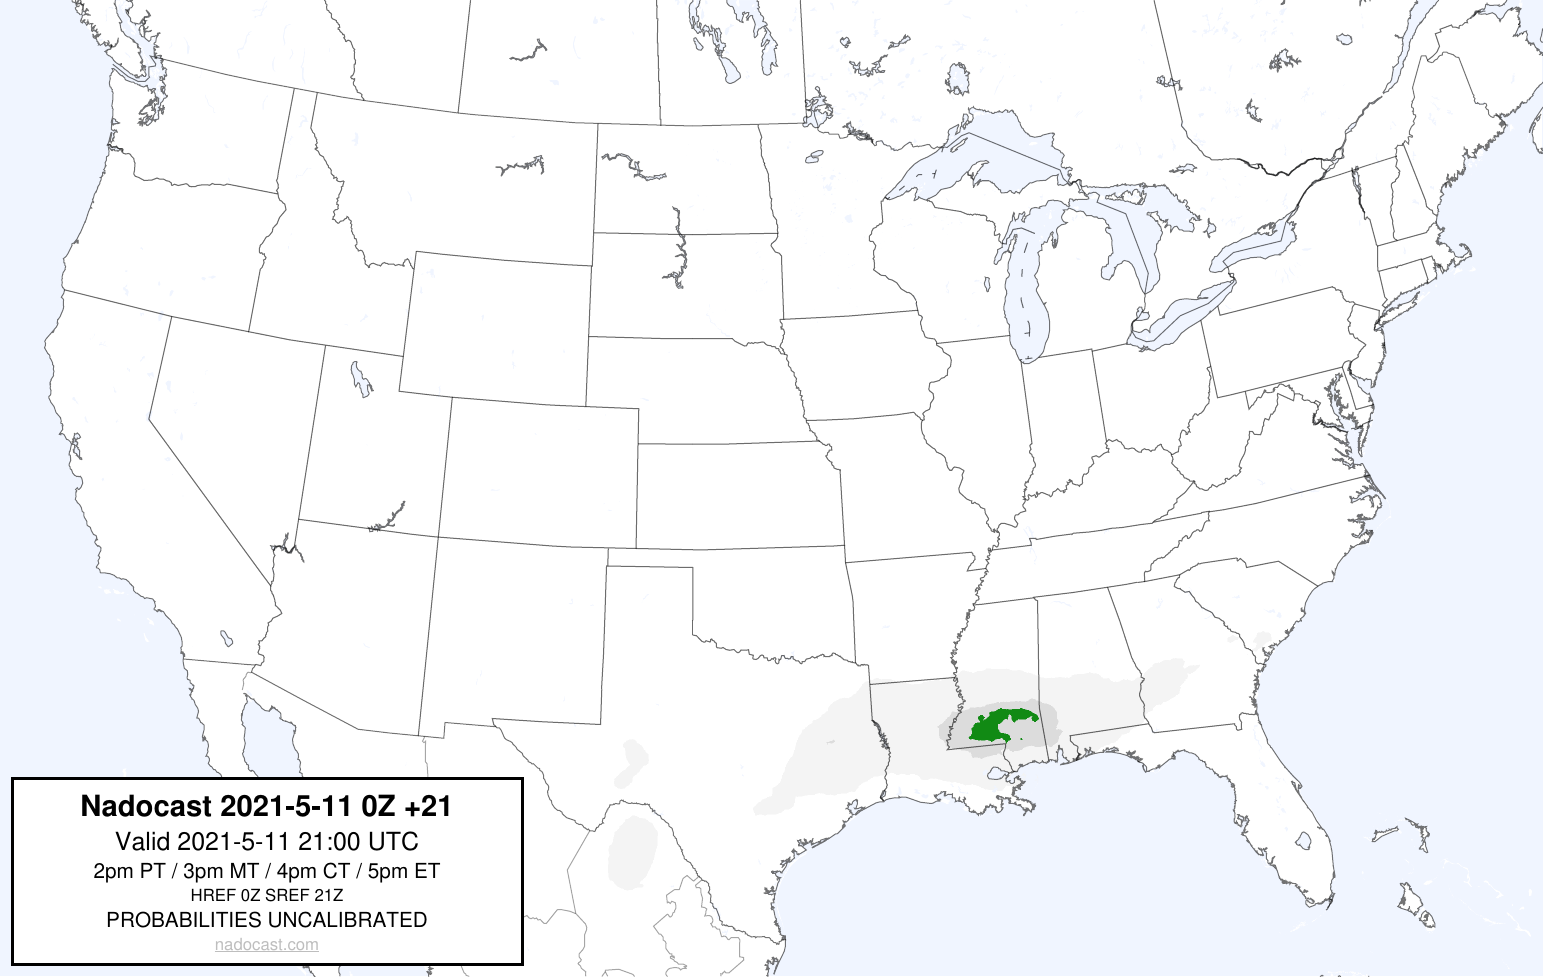 Nadocast 2021-5-11 0Z +21
Valid 2021-5-11 21:00 UTC
2pm PT / 3pm MT / 4pm CT / 5pm ET
HREF 0Z SREF 21Z
PROBABILITIES UNCALIBRATED
nadocast.com